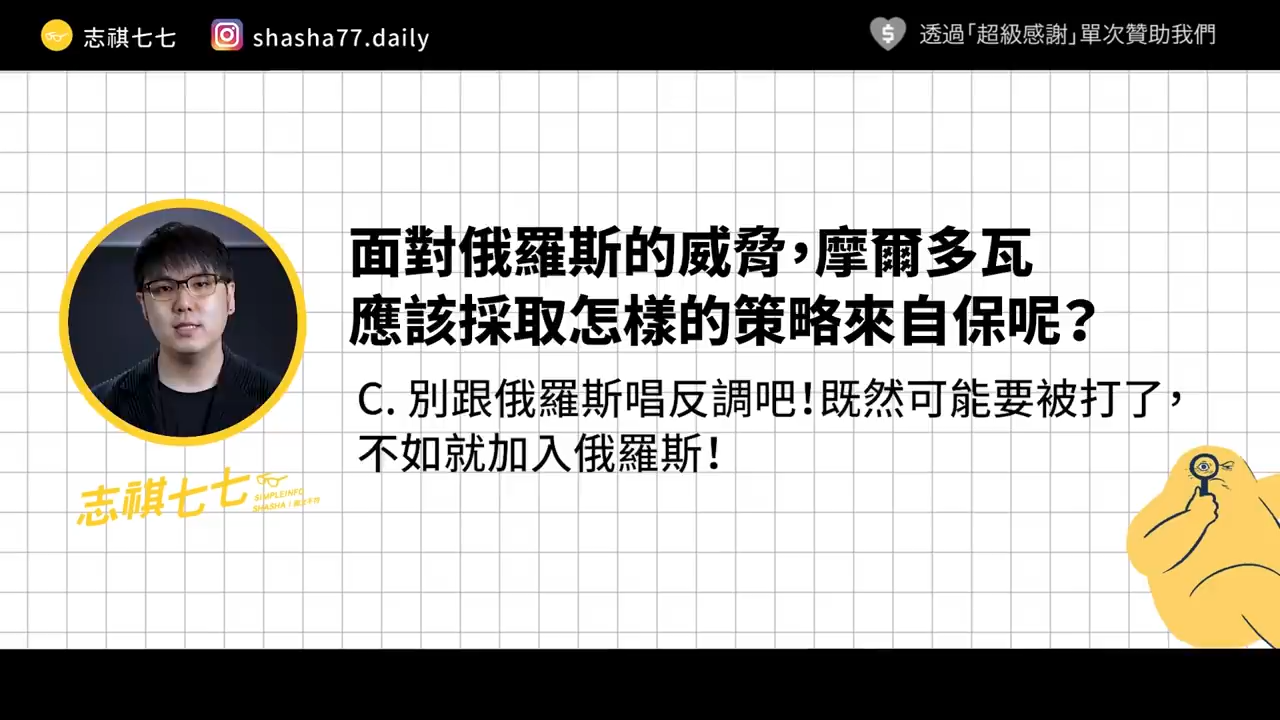 志祺七七
shasha77.daily
透過「超級感謝」單次贊助我們
面對俄羅斯的威脅，摩爾多瓦
應該採取怎樣的策略來自保呢？
C. 別跟俄羅斯唱反調吧！既然可能要被打了，
不如就加入俄羅斯！
志祺七七
SIMPLEINFO